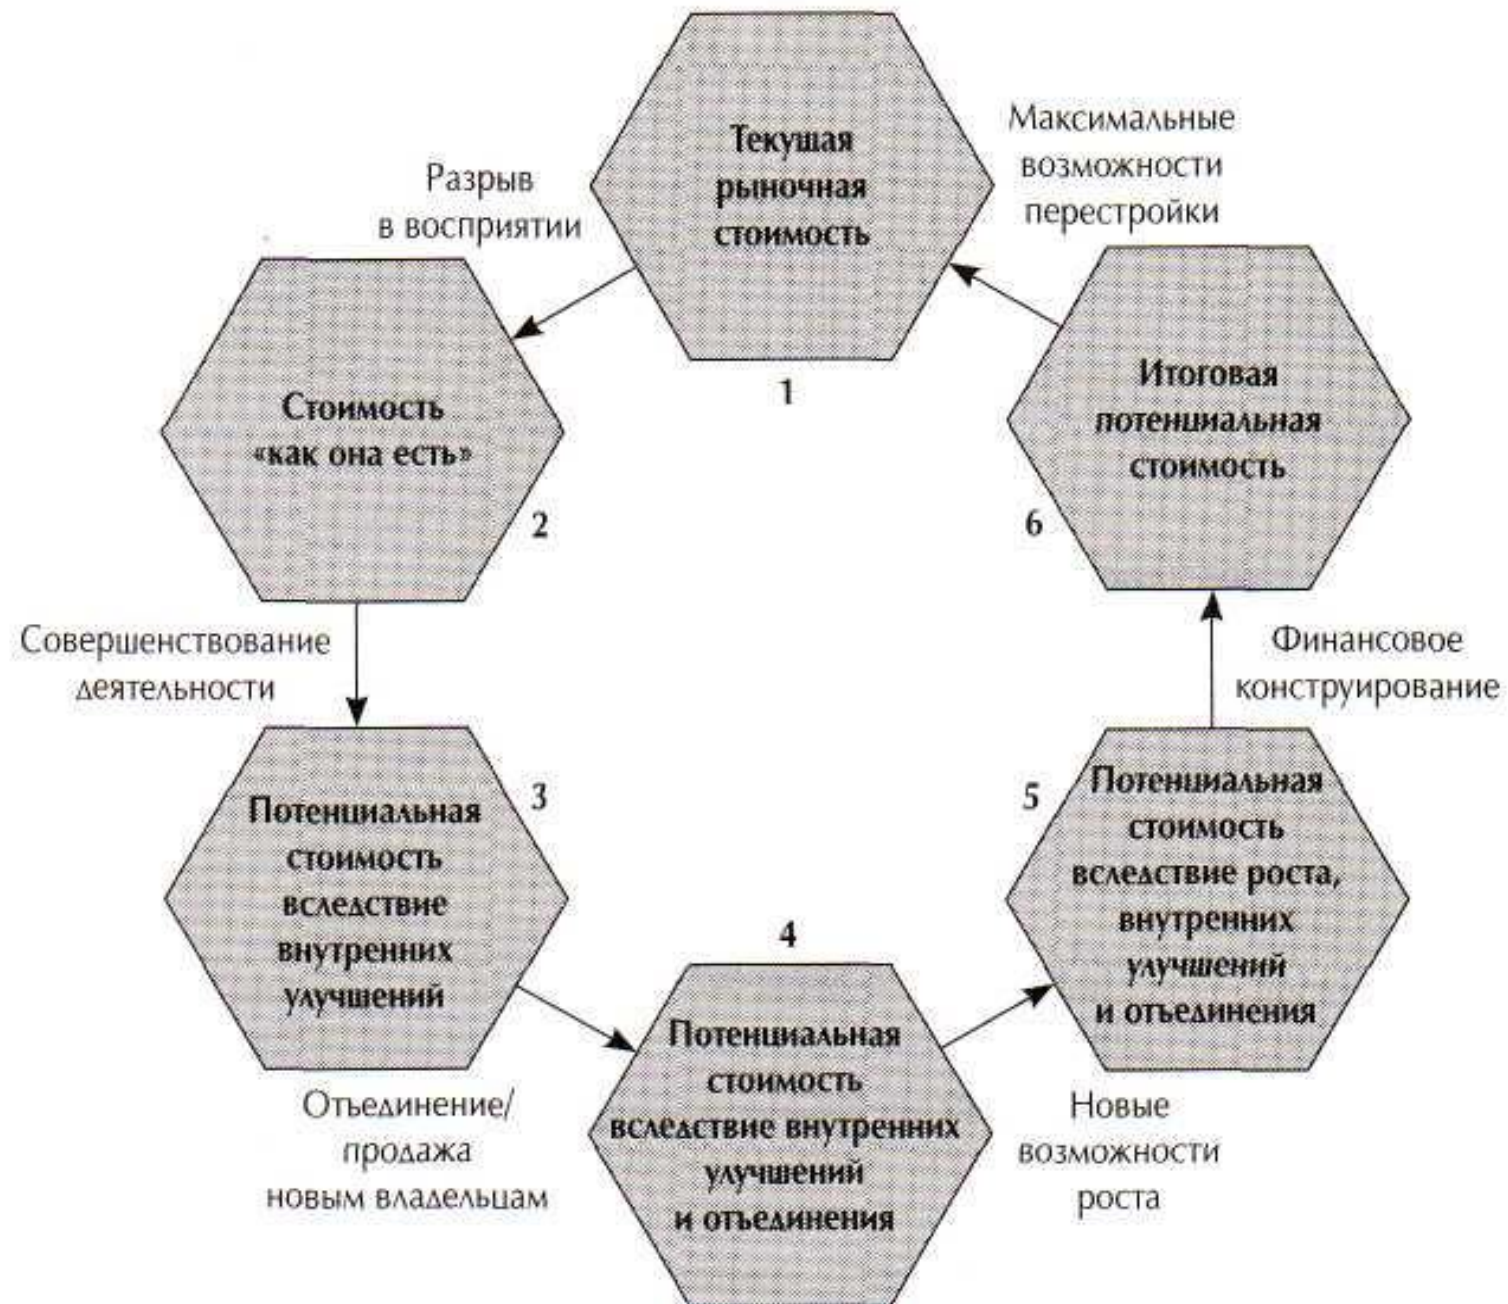 Текущая
рыночная
стоимость
1
Разрыв
в восприятии
Стоимость
«как она есть»
2
Совершенствование
деятельности
Потенциальная
стоимость
вследствие
внутренних
улучшений
3
Отъединение/
продажа
новым владельцам
4
Потенциальная
стоимость
вследствие внутренних
улучшений
и отъединения
Новые
возможности
роста
5
Потенциальная
стоимость
вследствие роста,
внутренних
улучшений
и отъединения
Финансовое
конструирование
Итоговая
потенциальная
стоимость
6
Максимальные
возможности
перестройки